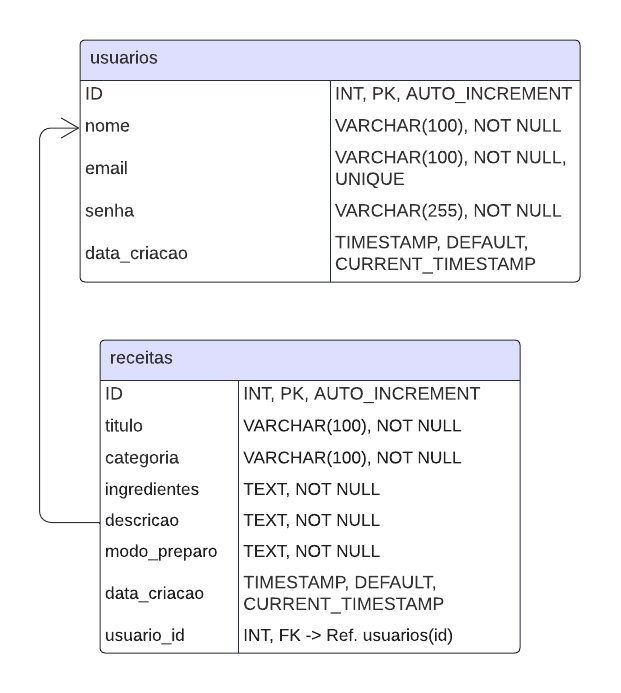 usuarios
ID INT, PK, AUTO_INCREMENT
nome VARCHAR(100), NOT NULL
email VARCHAR(100), NOT NULL,
UNIQUE
senha VARCHAR(255), NOT NULL
data_criacao TIMESTAMP, DEFAULT,
CURRENT_TIMESTAMP
receitas
ID INT, PK, AUTO_INCREMENT
titulo VARCHAR(100), NOT NULL
categoria VARCHAR(100), NOT NULL
ingredientes TEXT, NOT NULL
descricao TEXT, NOT NULL
modo_preparo TEXT, NOT NULL
data_criacao TIMESTAMP, DEFAULT,
CURRENT_TIMESTAMP
usuario_id INT, FK -> Ref. usuarios(id)